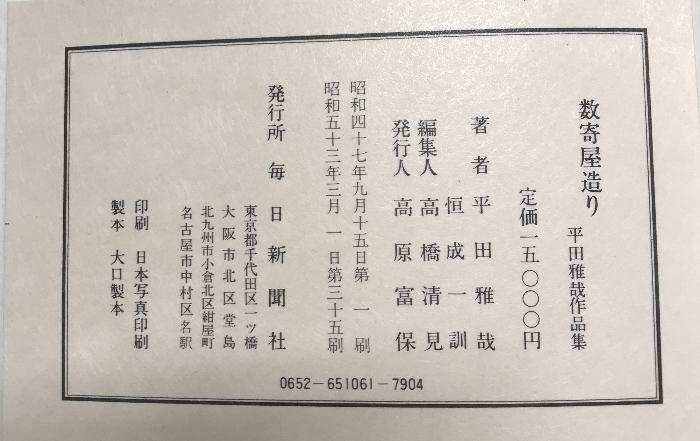 数寄屋造り
平田雅哉作品集
定価一五〇〇〇円
著者 平田雅哉
恒成一訓
編集人 高橋清見
発行人 高原富保
昭和四十七年九月十五日第一刷
昭和五十三年三月一日第三十五刷
発行所 毎日新聞社
東京都千代田区一ツ橋
大阪市北区堂島
北九州市小倉北区紺屋町
名古屋市中村区名駅
印刷 日本写真印刷
製本 大口製本
0652-651061-7904